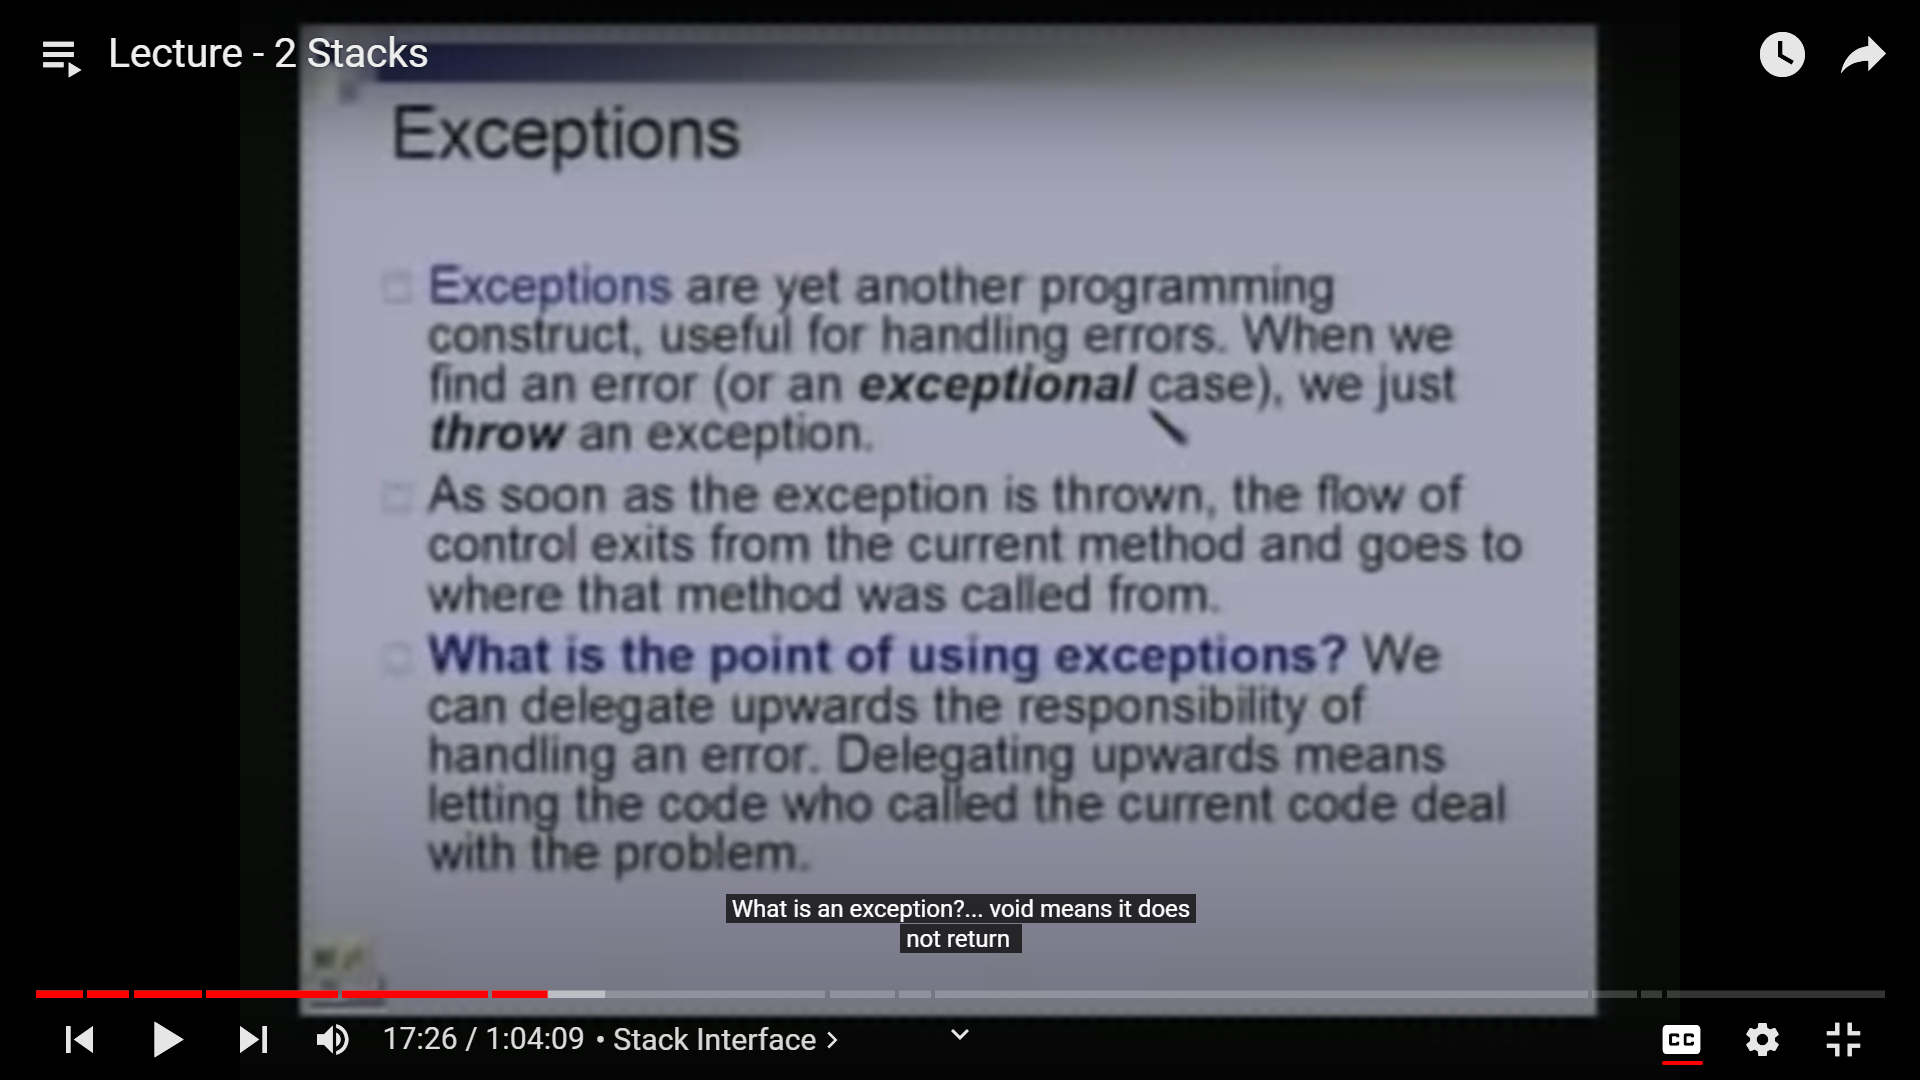 Lecture - 2 Stacks
Exceptions
Exceptions are yet another programming
construct, useful for handling errors. When we
find an error (or an exceptional case), we just
throw an exception.
As soon as the exception is thrown, the flow of
control exits from the current method and goes to
where that method was called from.
What is the point of using exceptions? We
can delegate upwards the responsibility of
handling an error. Delegating upwards means
letting the code who called the current code deal
with the problem.
What is an exception?... void means it does
not return
17:26 / 1:04:09 • Stack Interface >
CC